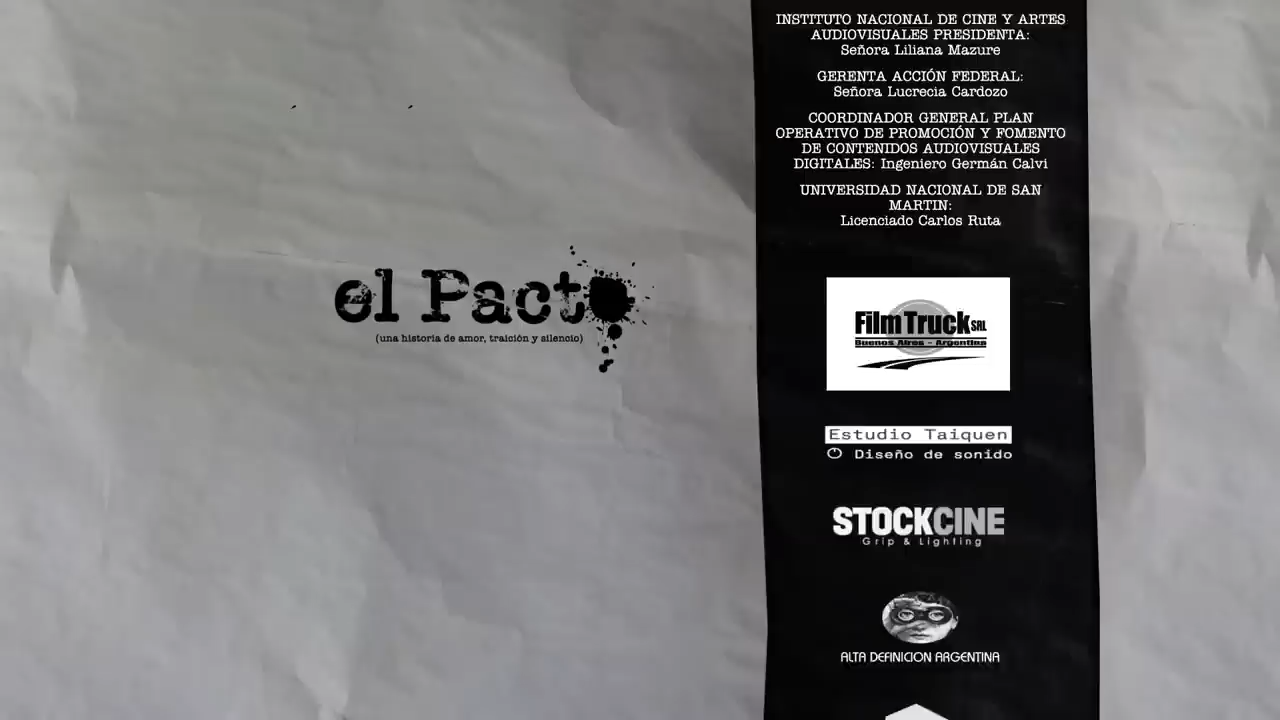 el Pacto
(una historia de amor, traición y silencio)
INSTITUTO NACIONAL DE CINE Y ARTES
AUDIOVISUALES PRESIDENTA:
Señora Liliana Mazure
GERENTA ACCIÓN FEDERAL:
Señora Lucrecia Cardozo
COORDINADOR GENERAL PLAN
OPERATIVO DE PROMOCIÓN Y FOMENTO
DE CONTENIDOS AUDIOVISUALES
DIGITALES: Ingeniero Germán Calvi
UNIVERSIDAD NACIONAL DE SAN
MARTIN:
Licenciado Carlos Ruta
FilmTruck SRL
Buenos Aires - Argentina
Estudio Taiquen
Diseño de sonido
STOCKCINE
Grip & Lighting
ALTA DEFINICION ARGENTINA